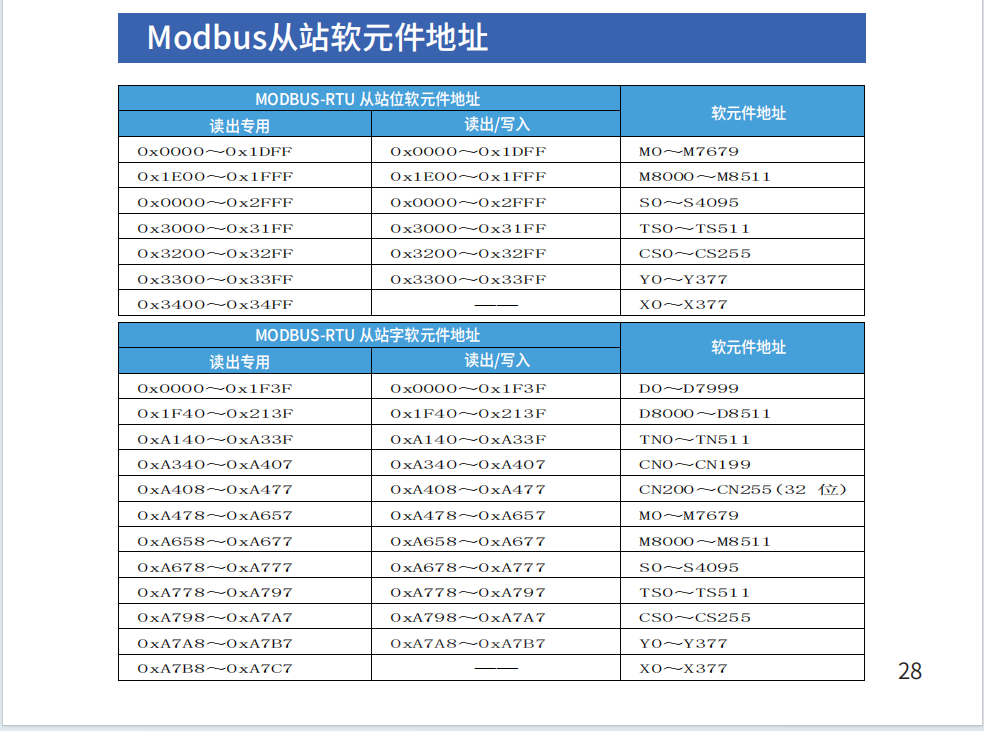 Modbus从站软元件地址
MODBUS-RTU 从站位软元件地址 软元件地址
读出专用 读出/写入
0x0000～0x1DFF 0x0000～0x1DFF M0～M7679
0x1E00～0x1FFF 0x1E00～0x1FFF M8000～M8511
0x0000～0x2FFF 0x0000～0x2FFF S0～S4095
0x3000～0x31FF 0x3000～0x31FF TS0～TS511
0x3200～0x32FF 0x3200～0x32FF CS0～CS255
0x3300～0x33FF 0x3300～0x33FF Y0～Y377
0x3400～0x34FF —— X0～X377
MODBUS-RTU 从站字软元件地址 软元件地址
读出专用 读出/写入
0x0000～0x1F3F 0x0000～0x1F3F D0～D7999
0x1F40～0x213F 0x1F40～0x213F D8000～D8511
0xA140～0xA33F 0xA140～0xA33F TN0～TN511
0xA340～0xA407 0xA340～0xA407 CN0～CN199
0xA408～0xA477 0xA408～0xA477 CN200～CN255(32 位)
0xA478～0xA657 0xA478～0xA657 M0～M7679
0xA658～0xA677 0xA658～0xA677 M8000～M8511
0xA678～0xA777 0xA678～0xA777 S0～S4095
0xA778～0xA797 0xA778～0xA797 TS0～TS511
0xA798～0xA7A7 0xA798～0xA7A7 CS0～CS255
0xA7A8～0xA7B7 0xA7A8～0xA7B7 Y0～Y377
0xA7B8～0xA7C7 —— X0～X377
28